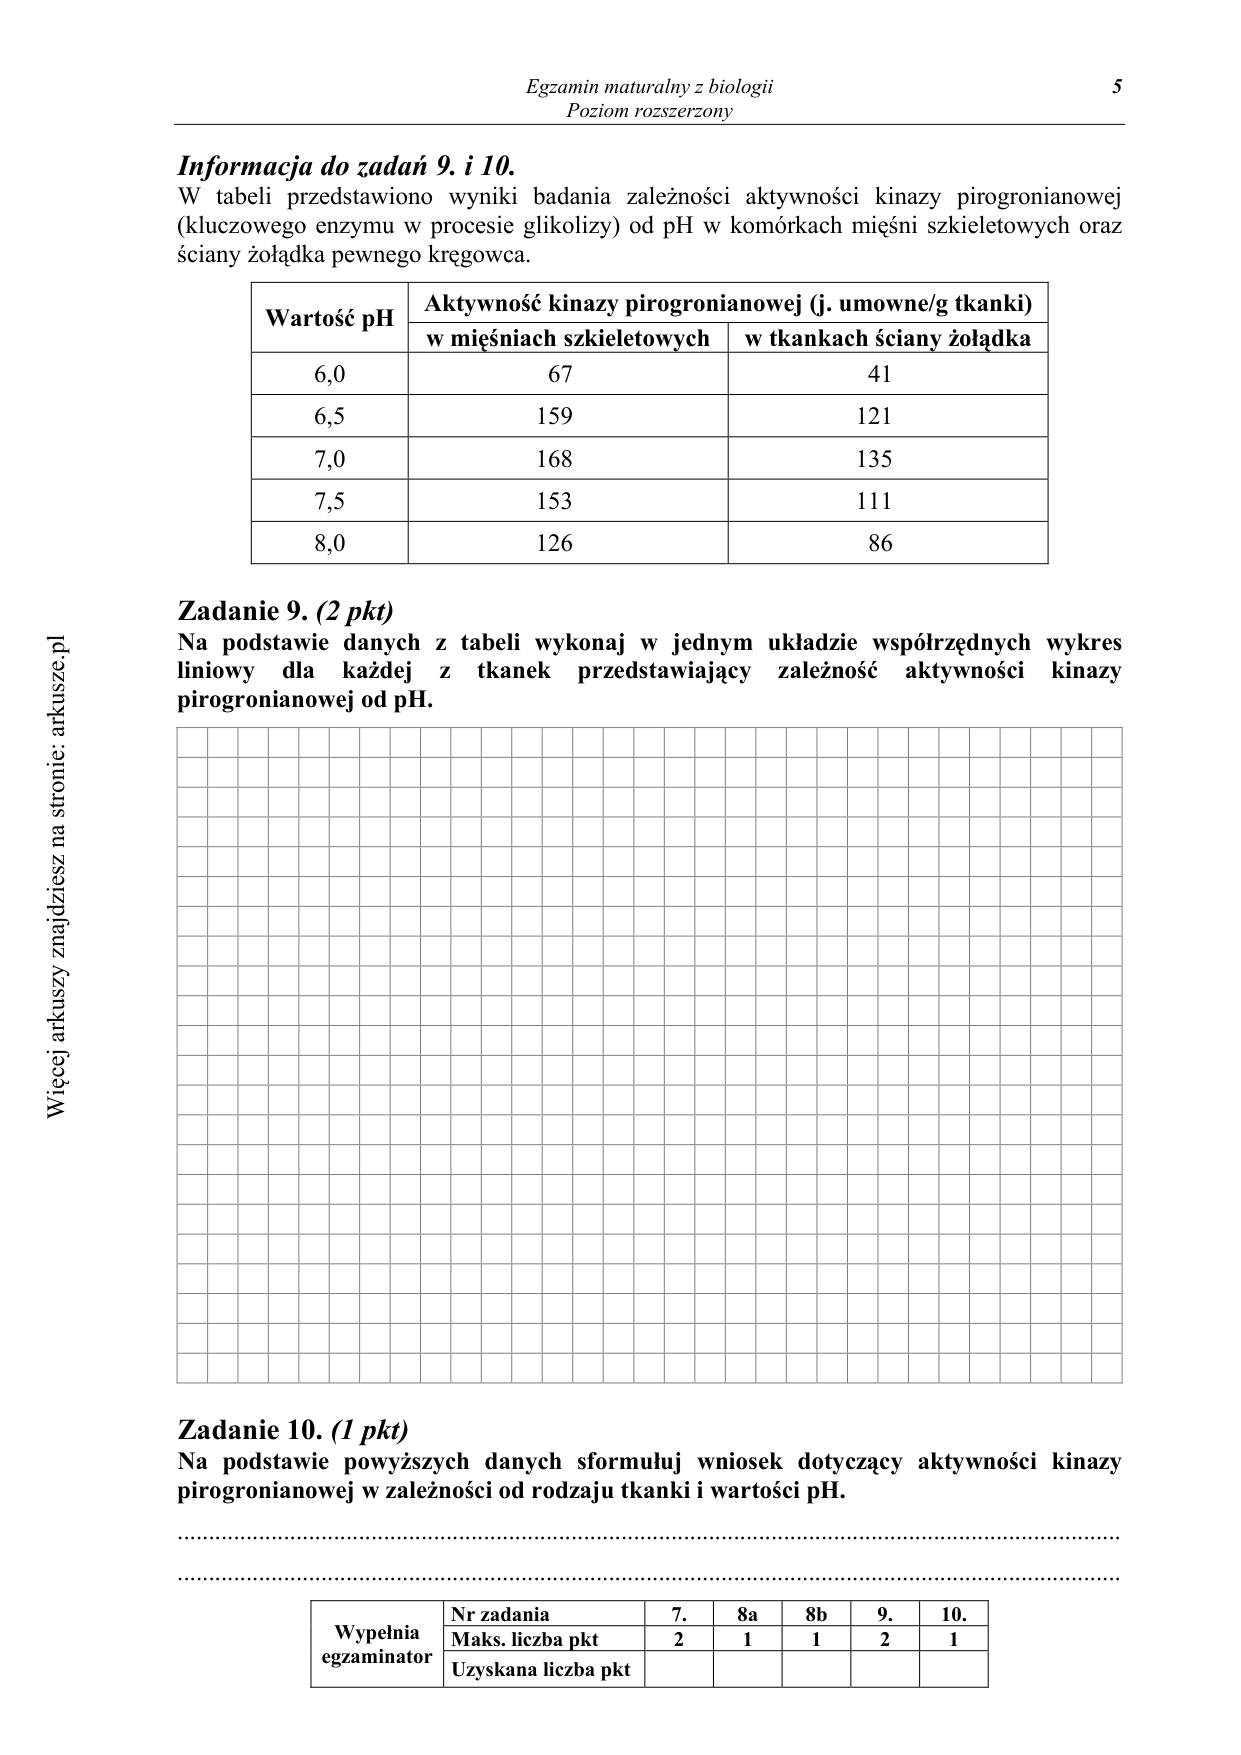 Egzamin maturalny z biologii 5
Poziom rozszerzony
Informacja do zadań 9. i 10.
W tabeli przedstawiono wyniki badania zależności aktywności kinazy pirogronianowej
(kluczowego enzymu w procesie glikolizy) od pH w komórkach mięśni szkieletowych oraz
ściany żołądka pewnego kręgowca.
Wartość pH Aktywność kinazy pirogronianowej (j. umowne/g tkanki)
w mięśniach szkieletowych w tkankach ściany żołądka
6,0 67 41
6,5 159 121
7,0 168 135
7,5 153 111
8,0 126 86
Zadanie 9. (2 pkt)
Na podstawie danych z tabeli wykonaj w jednym układzie współrzędnych wykres
liniowy dla każdej z tkanek przedstawiający zależność aktywności kinazy
pirogronianowej od pH.
Więcej arkuszy znajdziesz na stronie: arkusze.pl
Zadanie 10. (1 pkt)
Na podstawie powyższych danych sformułuj wniosek dotyczący aktywności kinazy
pirogronianowej w zależności od rodzaju tkanki i wartości pH.
Wypełnia egzaminator
Nr zadania 7. 8a 8b 9. 10.
Maks. liczba pkt 2 1 1 2 1
Uzyskana liczba pkt